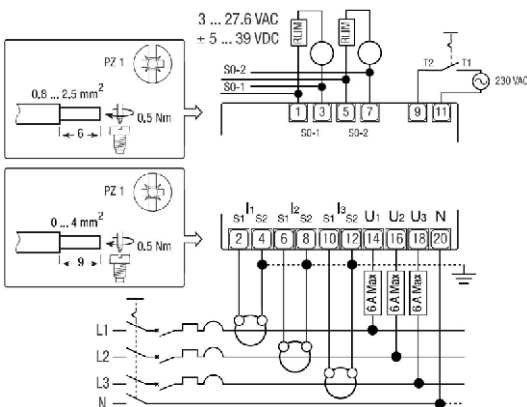 3 ... 27.6 VAC
± 5 ... 39 VDC
PZ 1
0,8 ... 2,5 mm²
6
0.5 Nm
RLIM
RLIM
S0-2
S0-1
T2
T1
230 VAC
1 3 5 7 9 11
S0-1 S0-2
PZ 1
0 ... 4 mm²
9
0.5 Nm
I1 I2 I3
S1 S2 S1 S2 S1 S2 U1 U2 U3 N
2 4 6 8 10 12 14 16 18 20
6 A Max
6 A Max
6 A Max
L1
L2
L3
N